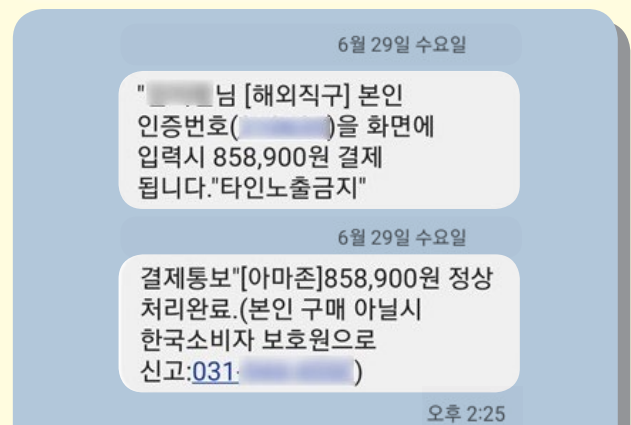 6월 29일 수요일
"님 [해외직구] 본인
인증번호()을 화면에
입력시 858,900원 결제
됩니다."타인노출금지"
6월 29일 수요일
결제통보"[아마존]858,900원 정상
처리완료.(본인 구매 아닐시
한국소비자 보호원으로
신고:031-)
오후 2:25